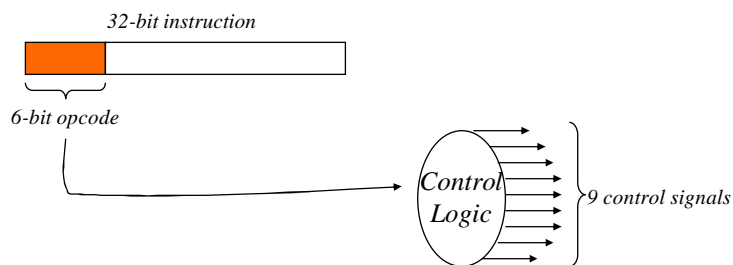 32-bit instruction
6-bit opcode
Control
Logic
9 control signals